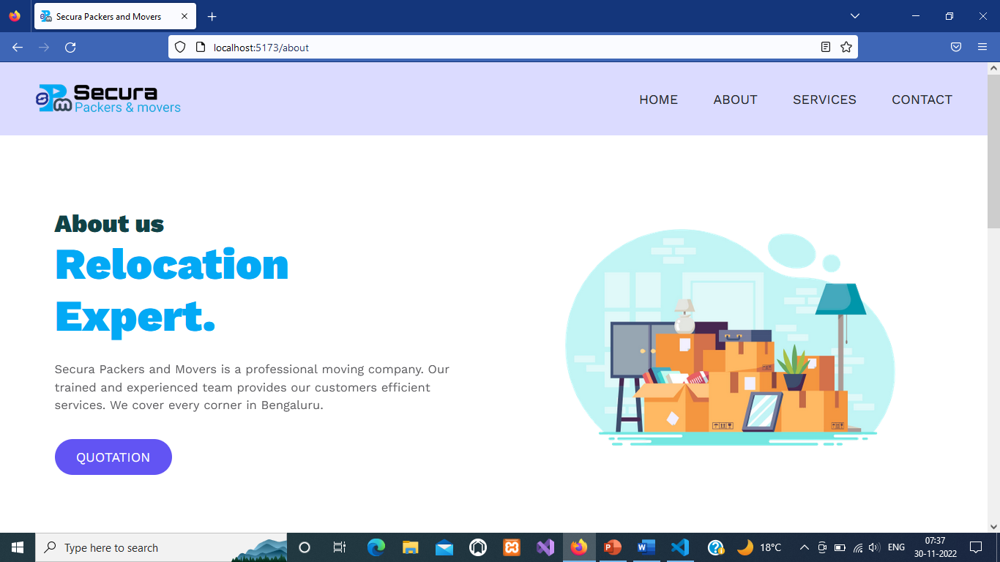 Secura Packers and Movers
localhost:5173/about
Secura
Packers & movers
HOME
ABOUT
SERVICES
CONTACT
About us
Relocation
Expert.
Secura Packers and Movers is a professional moving company. Our
trained and experienced team provides our customers efficient
services. We cover every corner in Bengaluru.
QUOTATION
Type here to search
18°C
ENG
07:37
30-11-2022